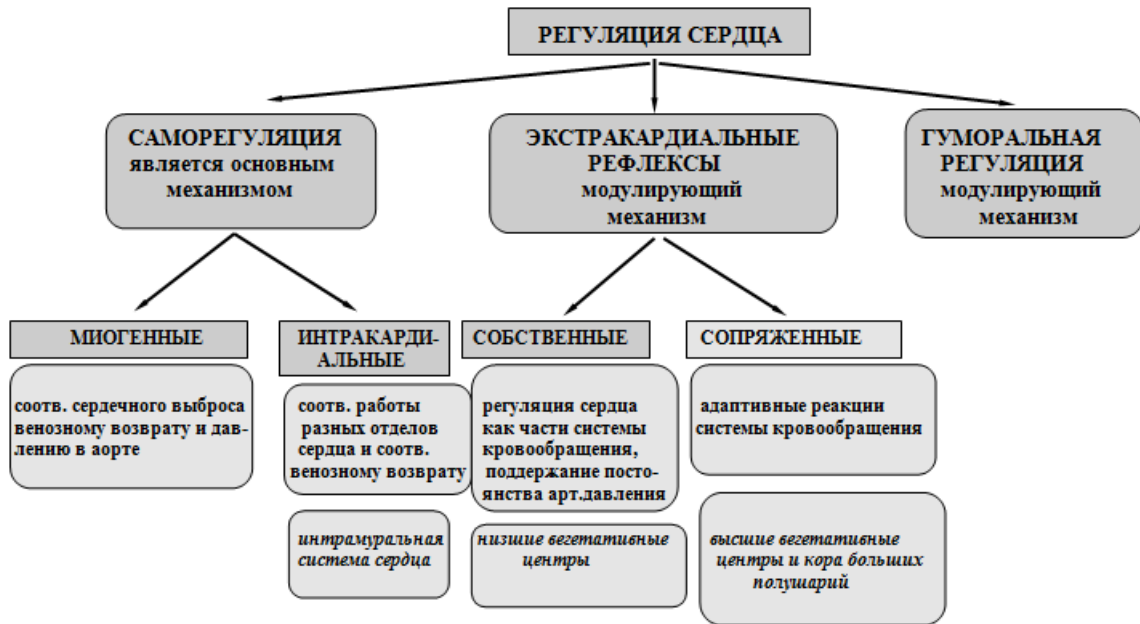 РЕГУЛЯЦИЯ СЕРДЦА
САМОРЕГУЛЯЦИЯ
является основным
механизмом
ЭКСТРАКАРДИАЛЬНЫЕ
РЕФЛЕКСЫ
модулирующий
механизм
ГУМОРАЛЬНАЯ
РЕГУЛЯЦИЯ
модулирующий
механизм
МИОГЕННЫЕ
соотв. сердечного выброса
венозному возврату и дав-
лению в аорте
ИНТРАКАРДИ-
АЛЬНЫЕ
соотв. работы
разных отделов
сердца и соотв.
венозному возврату
интрамуральная
система сердца
СОБСТВЕННЫЕ
регуляция сердца
как части системы
кровообращения,
поддержание посто-
янства арт.давления
низшие вегетативные
центры
СОПРЯЖЕННЫЕ
адаптивные реакции
системы кровообращения
высшие вегетативные
центры и кора больших
полушарий